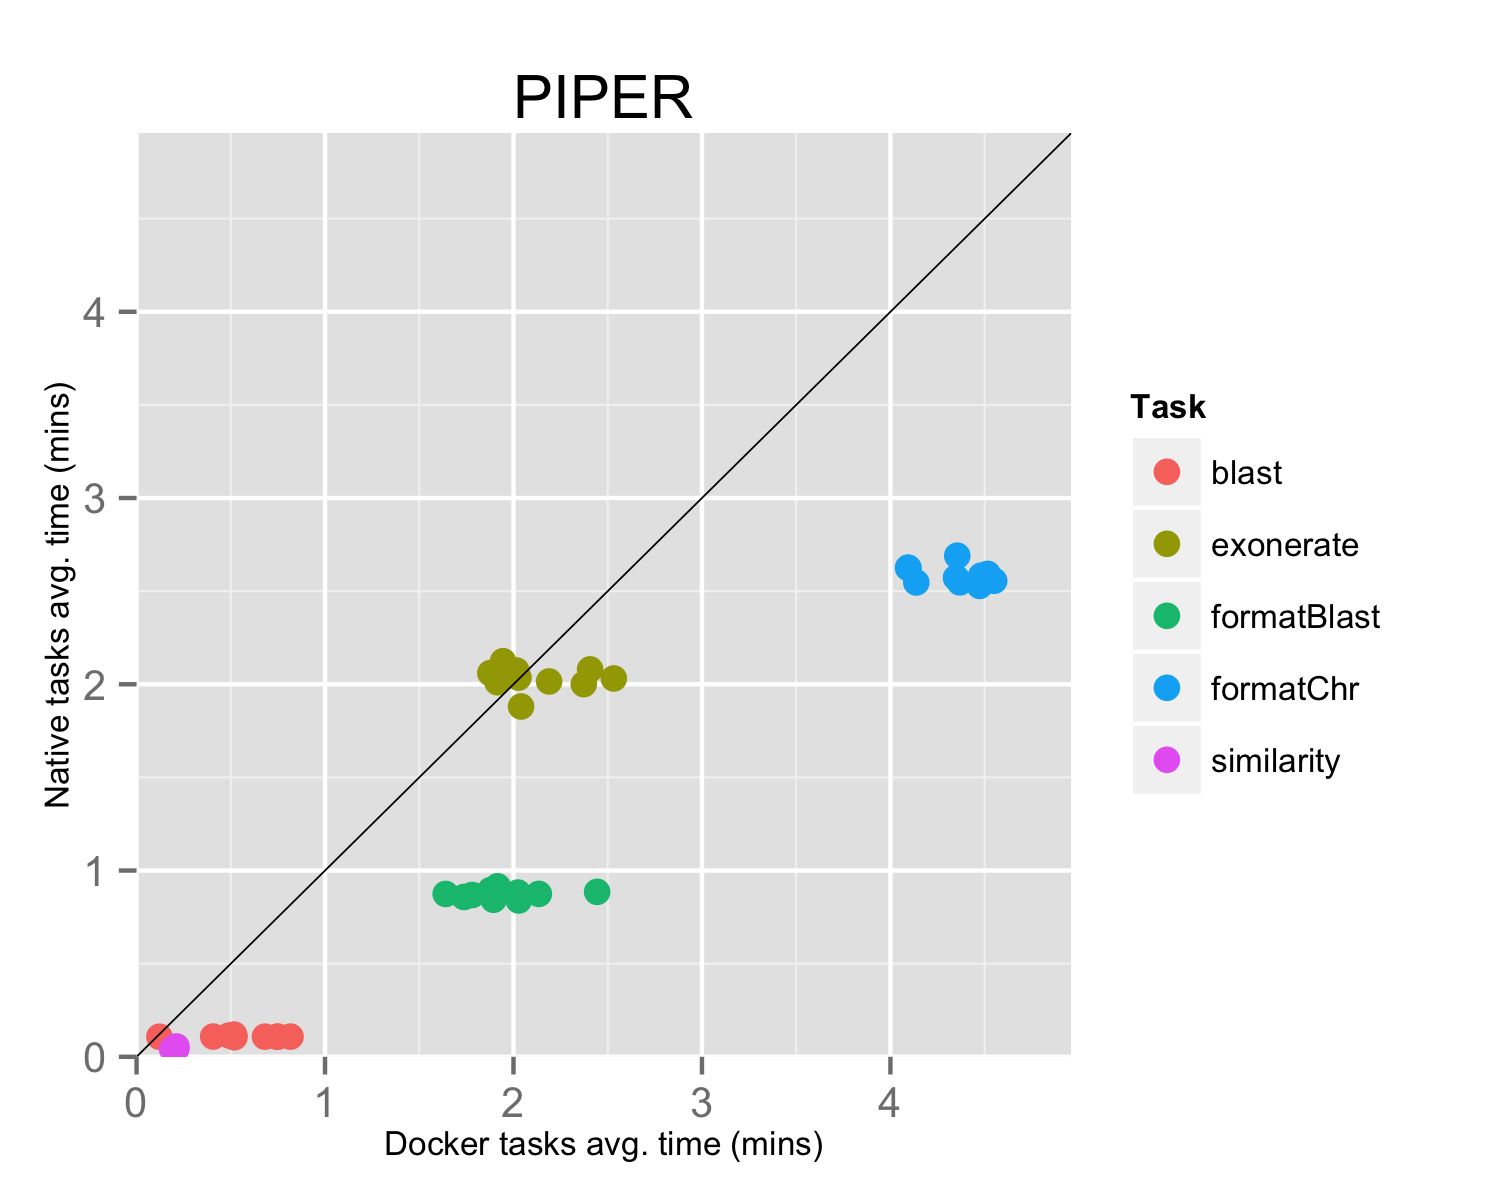 PIPER
Native tasks avg. time (mins)
4
3
2
1
0
0 1 2 3 4
Docker tasks avg. time (mins)
Task
blast
exonerate
formatBlast
formatChr
similarity